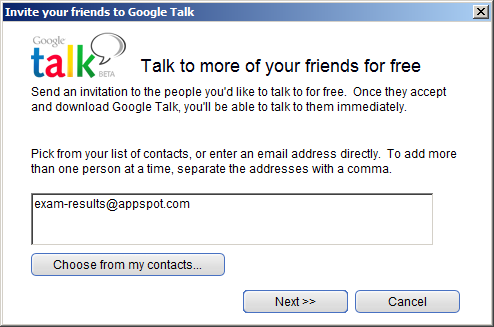 Invite your friends to Google Talk
Google
talk
BETA
Talk to more of your friends for free
Send an invitation to the people you'd like to talk to for free. Once they accept
and download Google Talk, you'll be able to talk to them immediately.
Pick from your list of contacts, or enter an email address directly. To add more
than one person at a time, separate the addresses with a comma.
exam-results@appspot.com
Choose from my contacts...
Next >>
Cancel